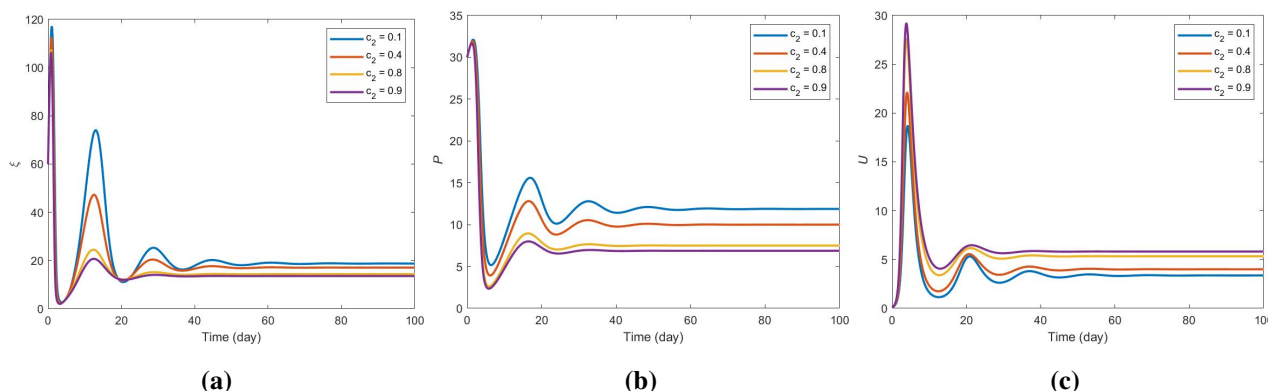 120
100
80
60
40
20
0
ξ
0 20 40 60 80 100
Time (day)
c2 = 0.1
c2 = 0.4
c2 = 0.8
c2 = 0.9
(a)
35
30
25
20
15
10
5
0
P
0 20 40 60 80 100
Time (day)
c2 = 0.1
c2 = 0.4
c2 = 0.8
c2 = 0.9
(b)
30
25
20
15
10
5
0
U
0 20 40 60 80 100
Time (day)
c2 = 0.1
c2 = 0.4
c2 = 0.8
c2 = 0.9
(c)